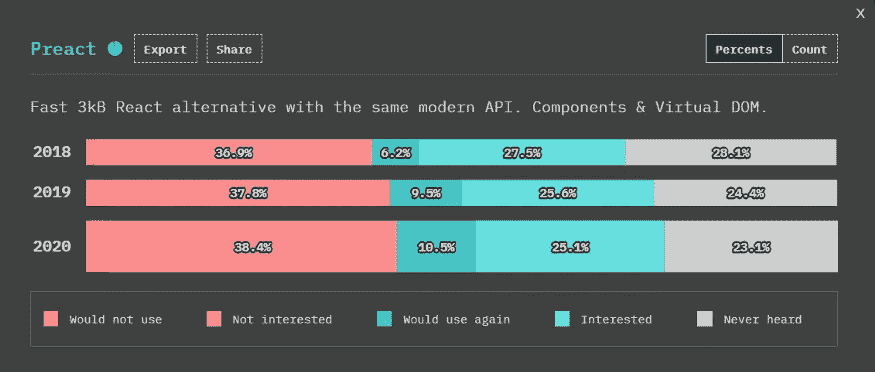 X
Preact Export Share Percents Count
Fast 3kB React alternative with the same modern API. Components & Virtual DOM.
2018 36.9% 6.2% 27.5% 28.1%
2019 37.8% 9.5% 25.6% 24.4%
2020 38.4% 10.5% 25.1% 23.1%
Would not use Not interested Would use again Interested Never heard